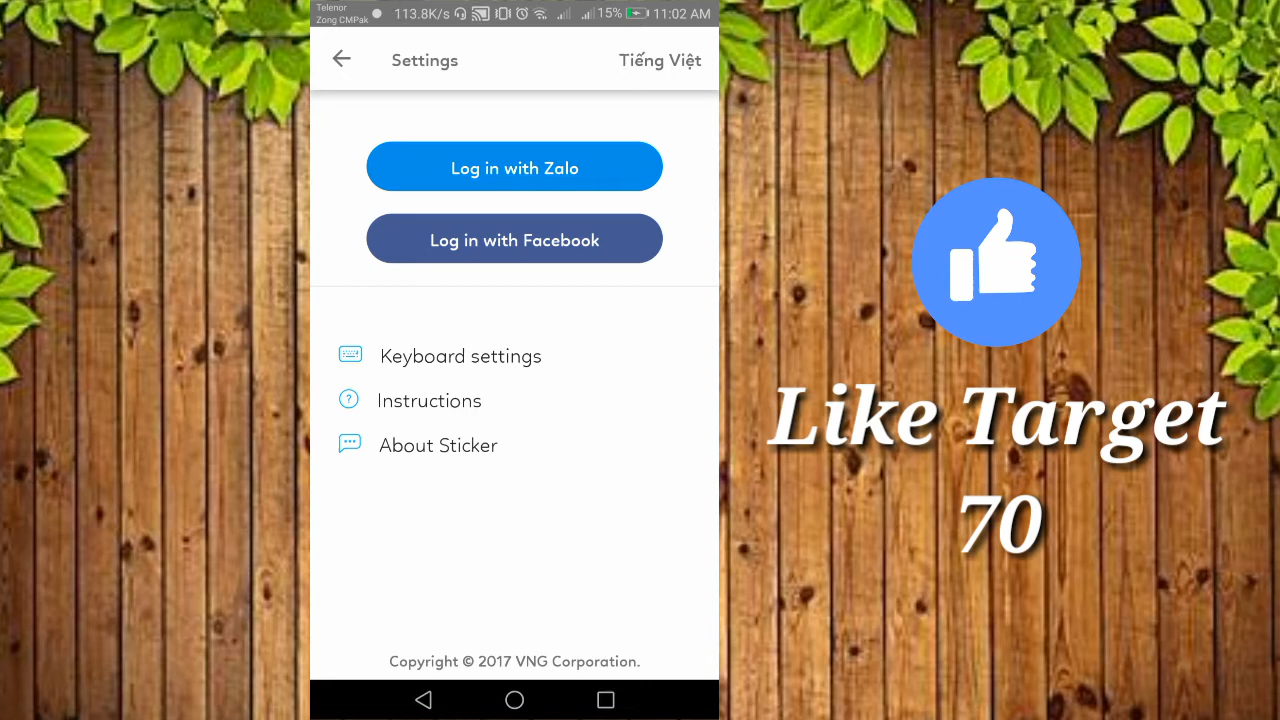 Telenor
Zong CMPak
113.8K/s
15%
11:02 AM
Settings
Tiếng Việt
Log in with Zalo
Log in with Facebook
Keyboard settings
Instructions
About Sticker
Copyright © 2017 VNG Corporation.
Like Target
70